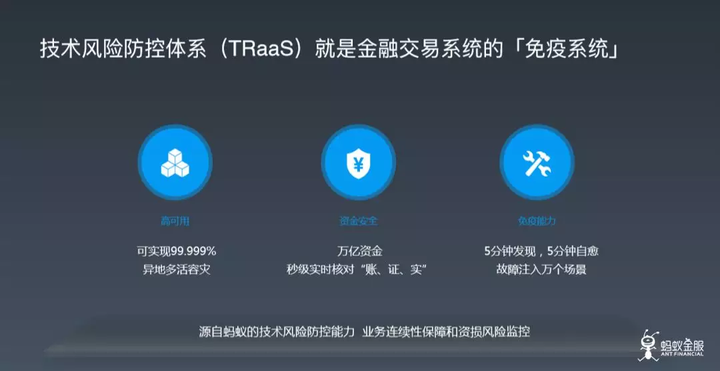 技术风险防控体系（TRaaS）就是金融交易系统的「免疫系统」
高可用
资金安全
免疫能力
可实现99.999%
异地多活容灾
万亿资金
秒级实时核对“账、证、实”
5分钟发现，5分钟自愈
故障注入万个场景
源自蚂蚁的技术风险防控能力 业务连续性保障和资损风险监控
蚂蚁金服
ANT FINANCIAL